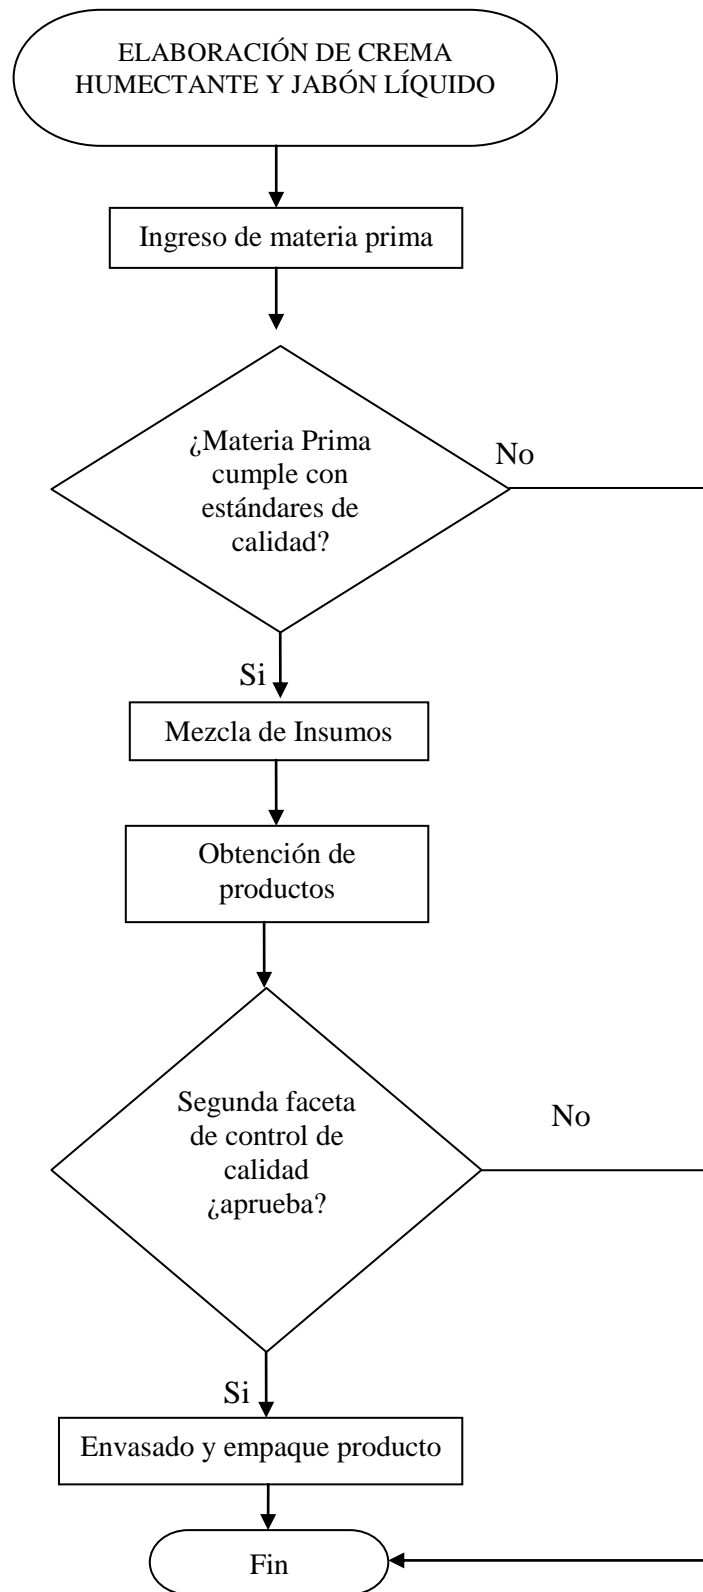 ELABORACIÓN DE CREMA
HUMECTANTE Y JABÓN LÍQUIDO
Ingreso de materia prima
¿Materia Prima
cumple con
estándares de
calidad?
No
Si
Mezcla de Insumos
Obtención de
productos
Segunda faceta
de control de
calidad
¿aprueba?
No
Si
Envasado y empaque producto
Fin